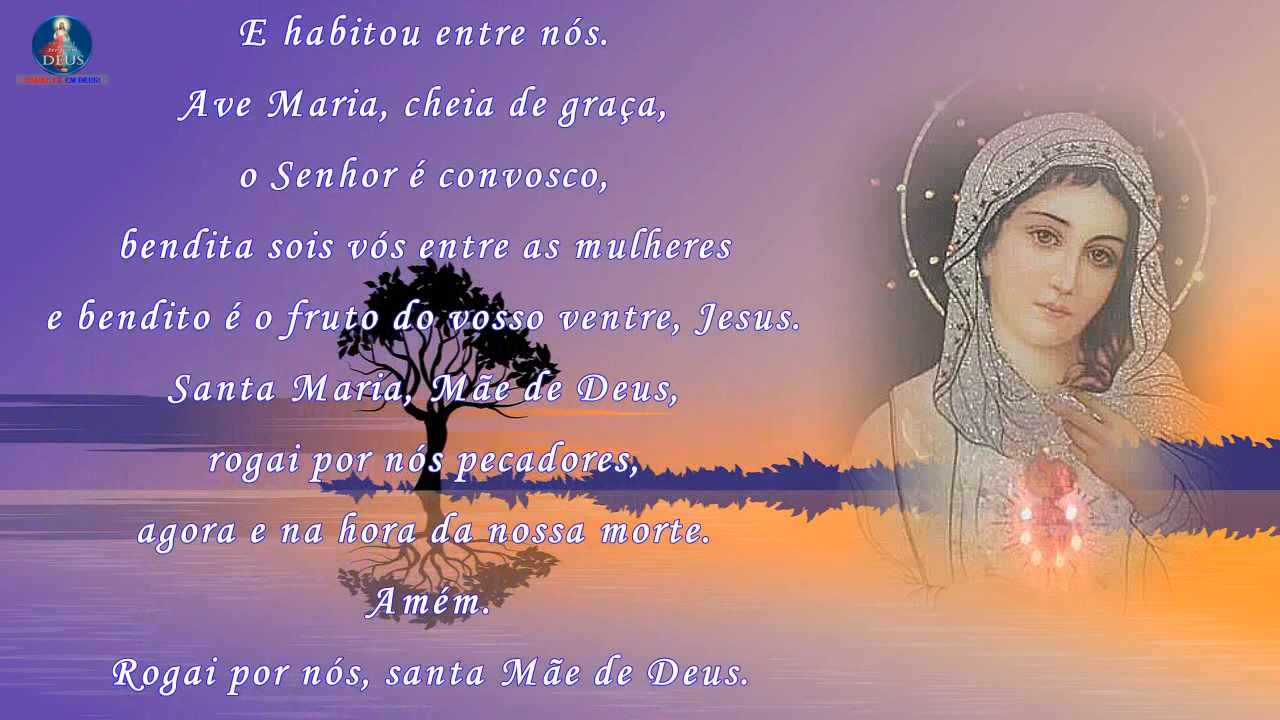 DEUS
EM DEUS!
E habitou entre nós.
Ave Maria, cheia de graça,
o Senhor é convosco,
bendita sois vós entre as mulheres
e bendito é o fruto do vosso ventre, Jesus.
Santa Maria, Mãe de Deus,
rogai por nós pecadores,
agora e na hora da nossa morte.
Amém.
Rogai por nós, santa Mãe de Deus.